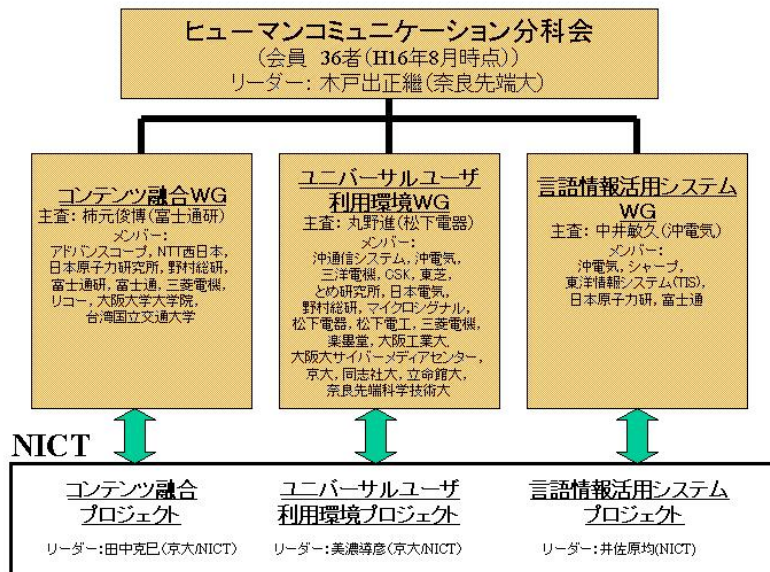 ヒューマンコミュニケーション分科会
(会員 36者(H16年8月時点))
リーダー: 木戸出正継(奈良先端大)
コンテンツ融合WG
主査: 柿元俊博(富士通研)
メンバー:
アドバンスコープ, NTT西日本,
日本原子力研究所, 野村総研,
富士通研, 富士通, 三菱電機,
リコー, 大阪大学大学院,
台湾国立交通大学
ユニバーサルユーザ
利用環境WG
主査: 丸野進(松下電器)
メンバー:
沖通信システム, 沖電気,
三洋電機, CSK, 東芝,
とめ研究所, 日本電気,
野村総研, マイクロシグナル,
松下電器, 松下電工, 三菱電機,
楽墨堂, 大阪工業大,
大阪大サイバーメディアセンター,
京大, 同志社大, 立命館大,
奈良先端科学技術大
言語情報活用システム
WG
主査: 中井敏久(沖電気)
メンバー:
沖電気, シャープ,
東洋情報システム(TIS),
日本原子力研, 富士通
NICT
コンテンツ融合
プロジェクト
リーダー:田中克巳(京大/NICT)
ユニバーサルユーザ
利用環境プロジェクト
リーダー:美濃導彦(京大/NICT)
言語情報活用システム
プロジェクト
リーダー:井佐原均(NICT)